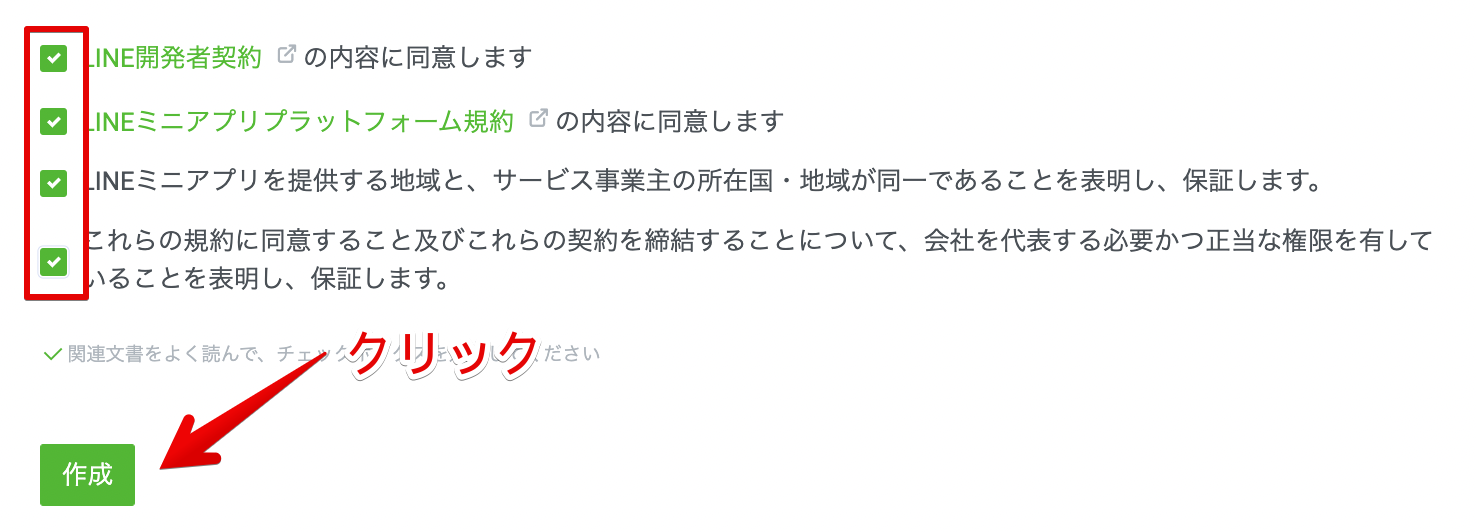 LINE開発者契約 の内容に同意します
LINEミニアプリプラットフォーム規約 の内容に同意します
LINEミニアプリを提供する地域と、サービス事業主の所在国・地域が同一であることを表明し、保証します。
これらの規約に同意すること及びこれらの契約を締結することについて、会社を代表する必要かつ正当な権限を有して
いることを表明し、保証します。
関連文書をよく読んで、チェック ください
クリック
作成